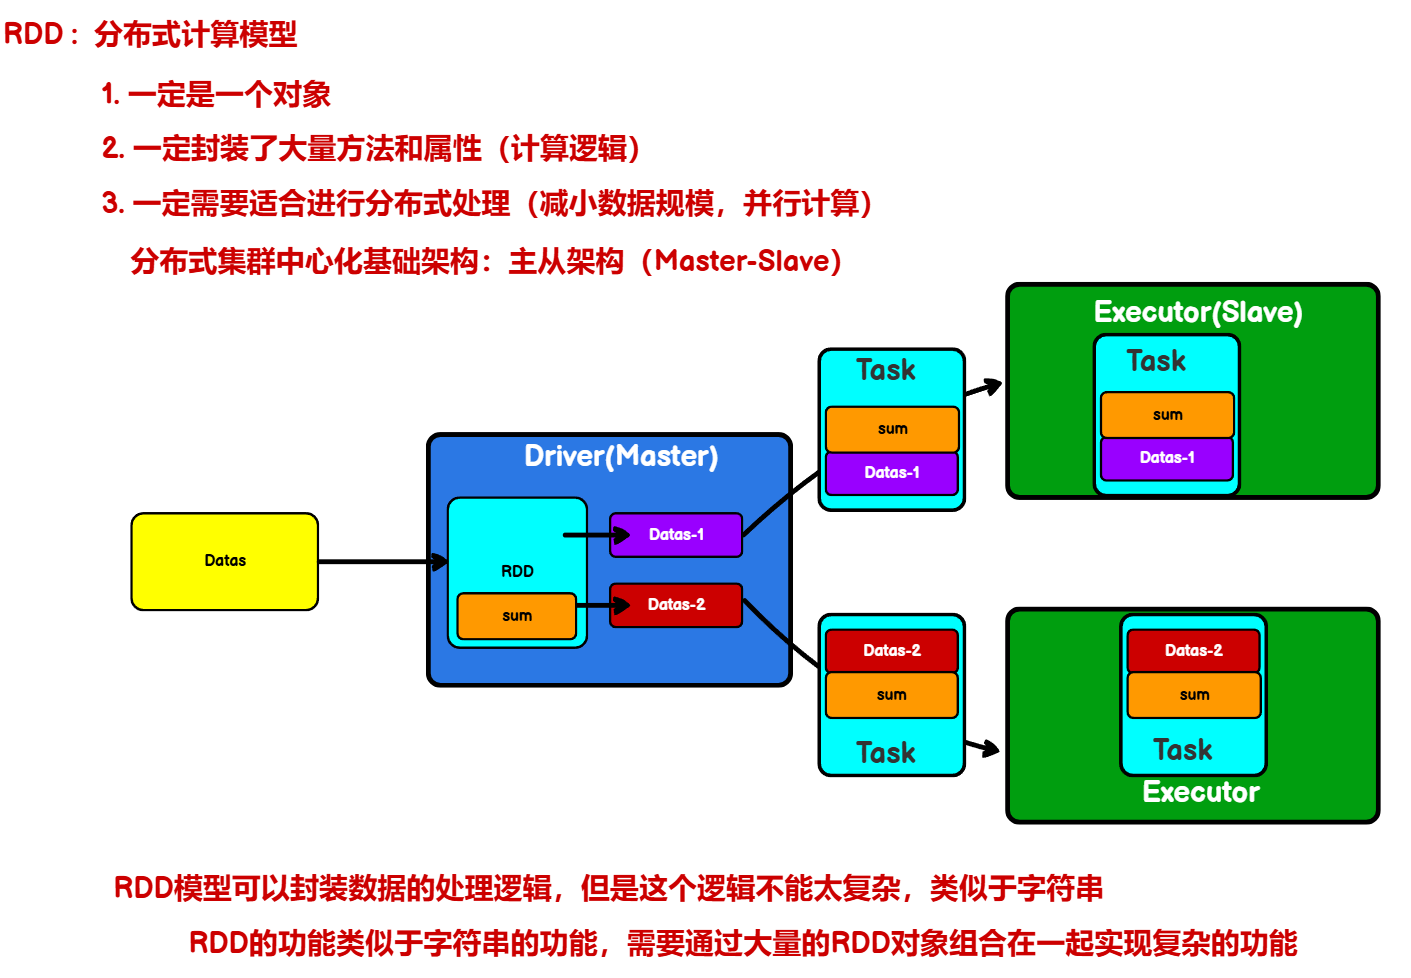 RDD：分布式计算模型
1. 一定是一个对象
2. 一定封装了大量方法和属性（计算逻辑）
3. 一定需要适合进行分布式处理（减小数据规模，并行计算）
分布式集群中心化基础架构：主从架构（Master-Slave）
Executor(Slave)
Task
sum
Datas-1
Task
sum
Datas-1
Driver(Master)
Datas
RDD
sum
Datas-1
Datas-2
Datas-2
sum
Task
Datas-2
sum
Task
Executor
RDD模型可以封装数据的处理逻辑，但是这个逻辑不能太复杂，类似于字符串
RDD的功能类似于字符串的功能，需要通过大量的RDD对象组合在一起实现复杂的功能